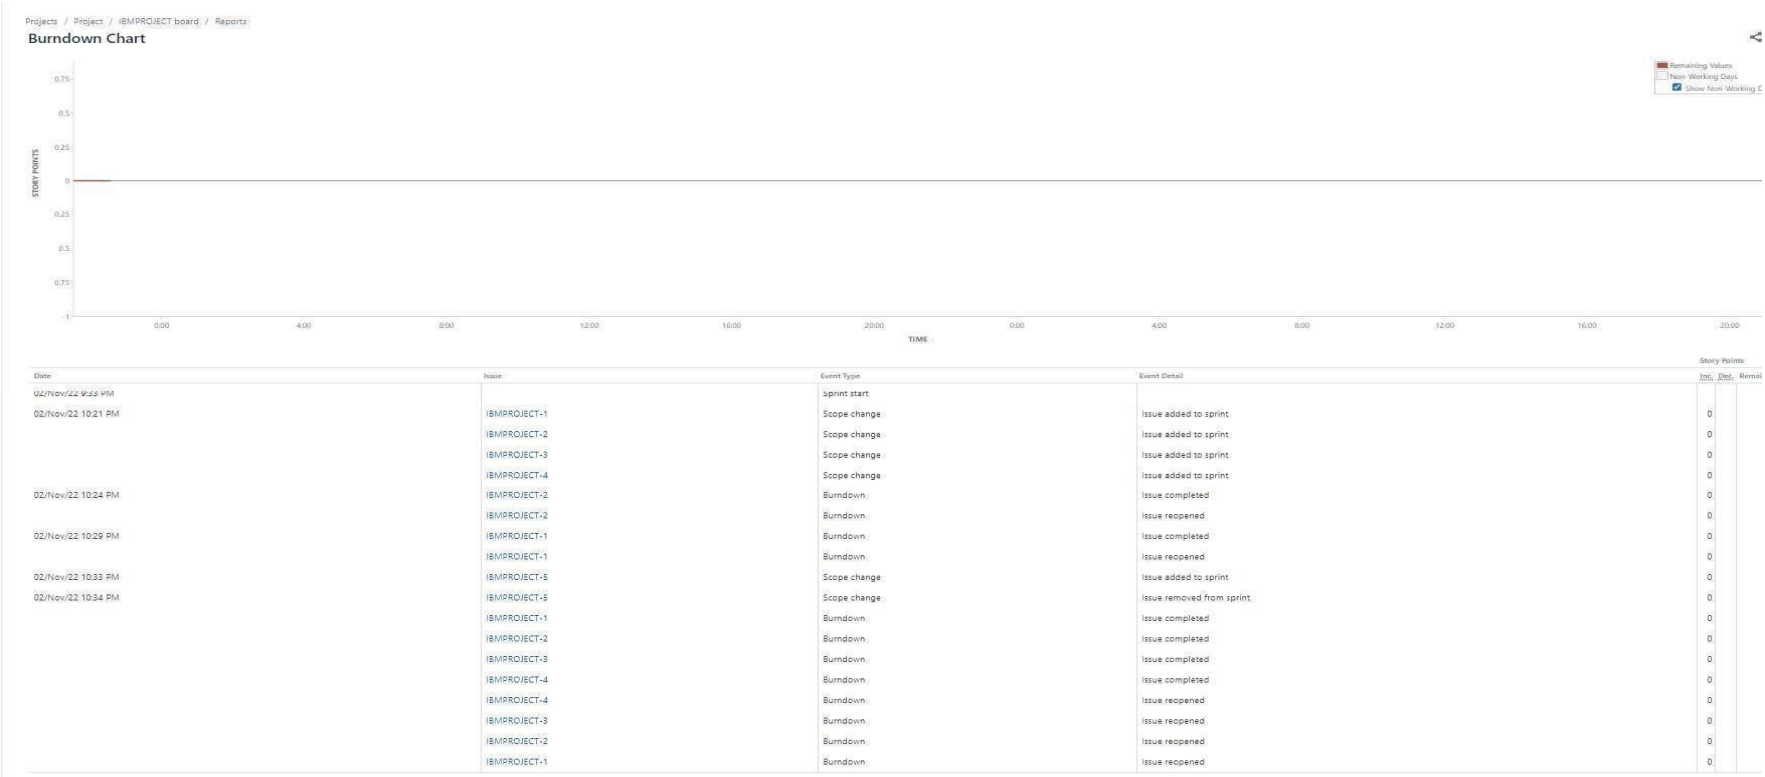 Projects / Project / IBMPROJECT board / Reports
Burndown Chart
Remaining Values
Non-Working Days
Show Non-Working
0.75
0.5
0.25
0
0.25
0.5
0.75
-1
STORY POINTS
0:00 4:00 8:00 12:00 16:00 20:00 0:00 4:00 8:00 12:00 16:00 20:00
TIME
Story Points
Date Issue Event Type Event Detail Inc. Dec.
02/Nov/22 9:33 PM Sprint start
02/Nov/22 10:21 PM IBMPROJECT-1 Scope change Issue added to sprint 0
IBMPROJECT-2 Scope change Issue added to sprint 0
IBMPROJECT-3 Scope change Issue added to sprint 0
IBMPROJECT-4 Scope change Issue added to sprint 0
02/Nov/22 10:24 PM IBMPROJECT-2 Burndown Issue completed 0
IBMPROJECT-2 Burndown Issue reopened 0
02/Nov/22 10:29 PM IBMPROJECT-1 Burndown Issue completed 0
IBMPROJECT-1 Burndown Issue reopened 0
02/Nov/22 10:33 PM IBMPROJECT-5 Scope change Issue added to sprint 0
02/Nov/22 10:34 PM IBMPROJECT-5 Scope change Issue removed from sprint 0
IBMPROJECT-1 Burndown Issue completed 0
IBMPROJECT-2 Burndown Issue completed 0
IBMPROJECT-3 Burndown Issue completed 0
IBMPROJECT-4 Burndown Issue completed 0
IBMPROJECT-4 Burndown Issue reopened 0
IBMPROJECT-3 Burndown Issue reopened 0
IBMPROJECT-2 Burndown Issue reopened 0
IBMPROJECT-1 Burndown Issue reopened 0